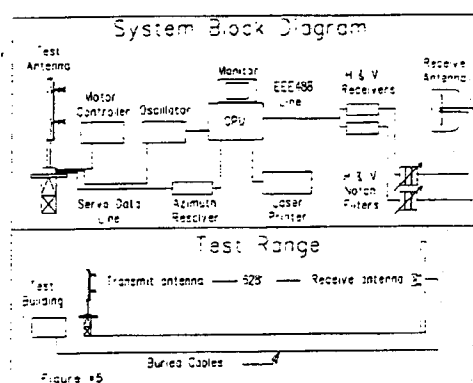 System Block Diagram
Test
Antenna
Motor
Controller
Oscillator
Monitor
CPU
IEEE488
Line
H & V
Receivers
Receive
Antenna
Servo Data
Line
Azimuth
Resolver
Laser
Printer
H & V
Notch
Filters
Test Range
Test
Building
Transmit antenna
628'
Receive antenna
Buried Cables
Figure #5